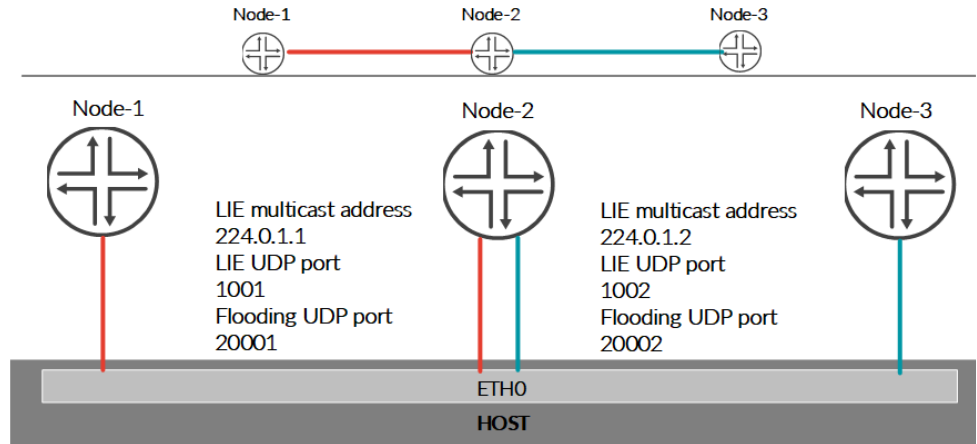 Node-1
Node-2
Node-3
Node-1
Node-2
Node-3
LIE multicast address
224.0.1.1
LIE UDP port
1001
Flooding UDP port
20001
LIE multicast address
224.0.1.2
LIE UDP port
1002
Flooding UDP port
20002
ETH0
HOST